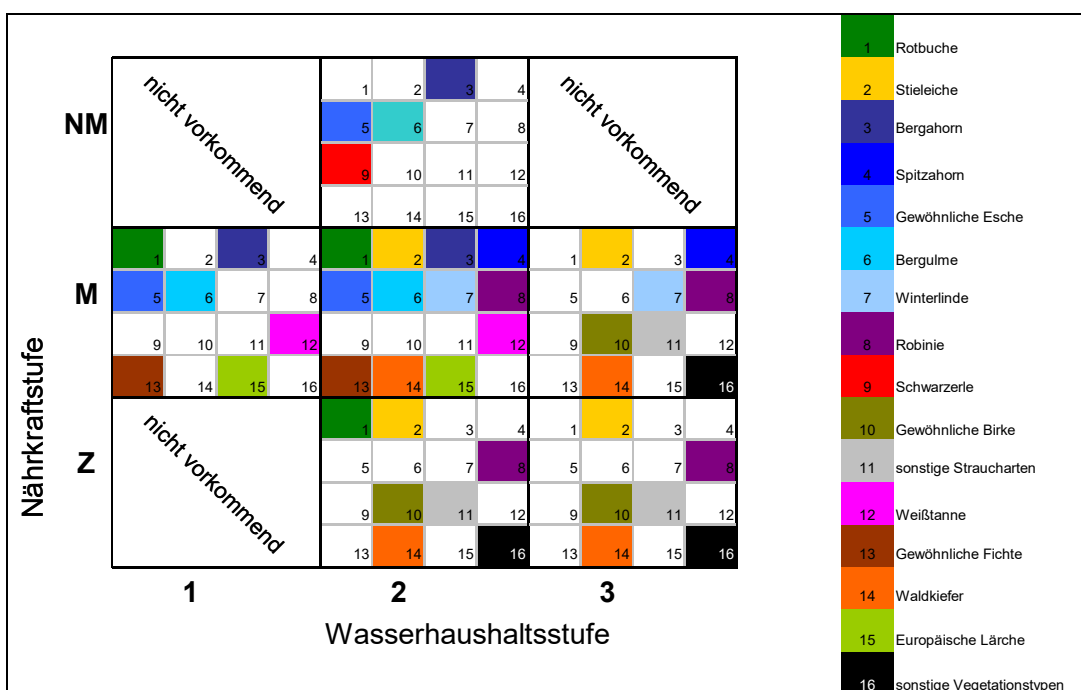 nicht vorkommend
1 2 3 4
nicht vorkommend
NM
5 6 7 8
9 10 11 12
13 14 15 16
1 2 3 4 1 2 3 4 1 2 3 4
M
5 6 7 8 5 6 7 8 5 6 7 8
9 10 11 12 9 10 11 12 9 10 11 12
13 14 15 16 13 14 15 16 13 14 15 16
nicht vorkommend
1 2 3 4 1 2 3 4
Z
5 6 7 8 5 6 7 8
9 10 11 12 9 10 11 12
13 14 15 16 13 14 15 16
Nährkraftstufe
1 2 3
Wasserhaushaltsstufe
1 Rotbuche
2 Stieleiche
3 Bergahorn
4 Spitzahorn
5 Gewöhnliche Esche
6 Bergulme
7 Winterlinde
8 Robinie
9 Schwarzerle
10 Gewöhnliche Birke
11 sonstige Straucharten
12 Weißtanne
13 Gewöhnliche Fichte
14 Waldkiefer
15 Europäische Lärche
16 sonstige Vegetationstypen